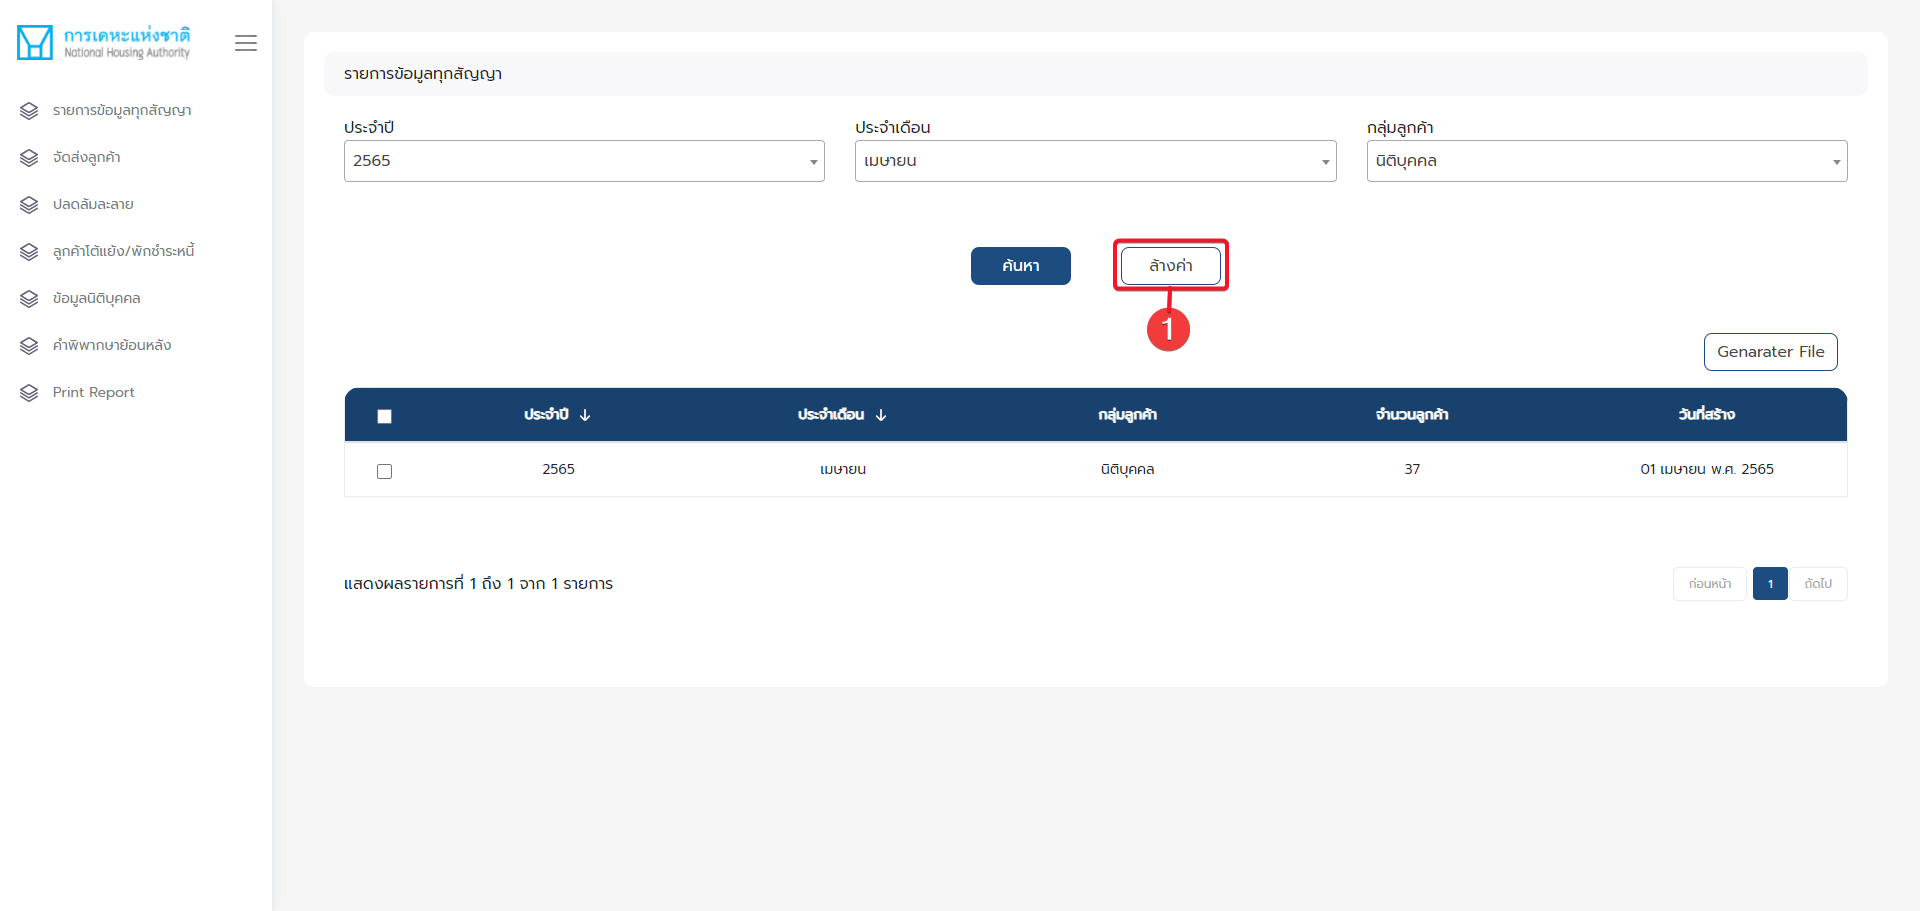 การเคหะแห่งชาติ
National Housing Authority
รายการข้อมูลทุกสัญญา
จัดส่งลูกค้า
ปลดล้มละลาย
ลูกค้าโต้แย้ง/พักชำระหนี้
ข้อมูลนิติบุคคล
คำพิพากษาย้อนหลัง
Print Report
รายการข้อมูลทุกสัญญา
ประจำปี ประจำเดือน กลุ่มลูกค้า
2565 เมษายน นิติบุคคล
ค้นหา ล้างค่า
1
Genarater File
ประจำปี ประจำเดือน กลุ่มลูกค้า จำนวนลูกค้า วันที่สร้าง
2565 เมษายน นิติบุคคล 37 01 เมษายน พ.ศ. 2565
แสดงผลรายการที่ 1 ถึง 1 จาก 1 รายการ
ก่อนหน้า 1 ถัดไป